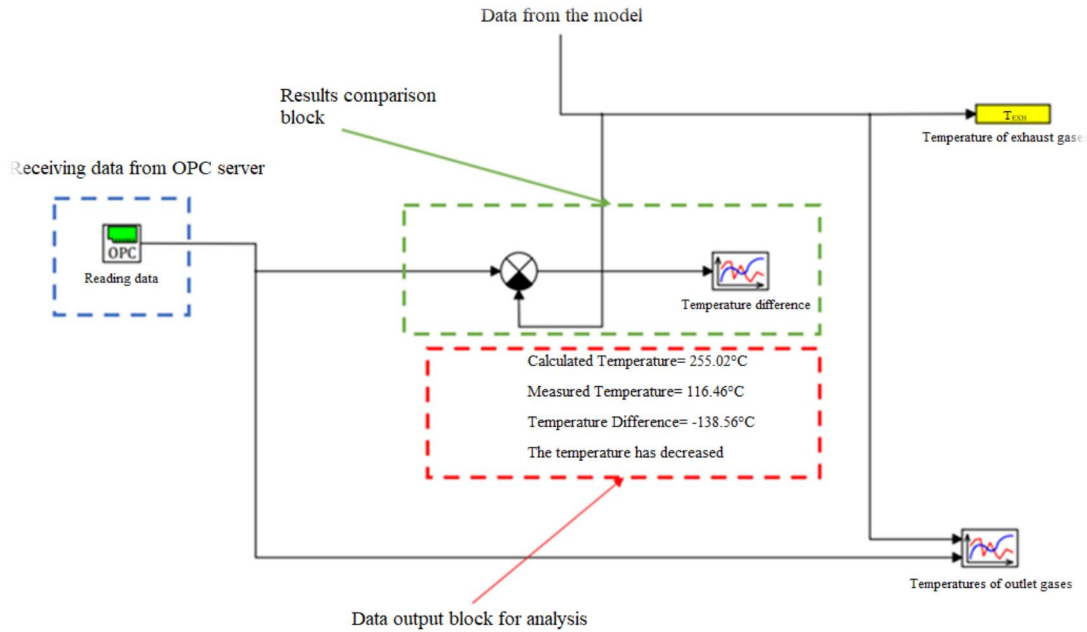 Data from the model
Results comparison
block
T_EXH
Temperature of exhaust gases
Receiving data from OPC server
OPC
Reading data
Temperature difference
Calculated Temperature= 255.02°C
Measured Temperature= 116.46°C
Temperature Difference= -138.56°C
The temperature has decreased
Temperatures of outlet gases
Data output block for analysis